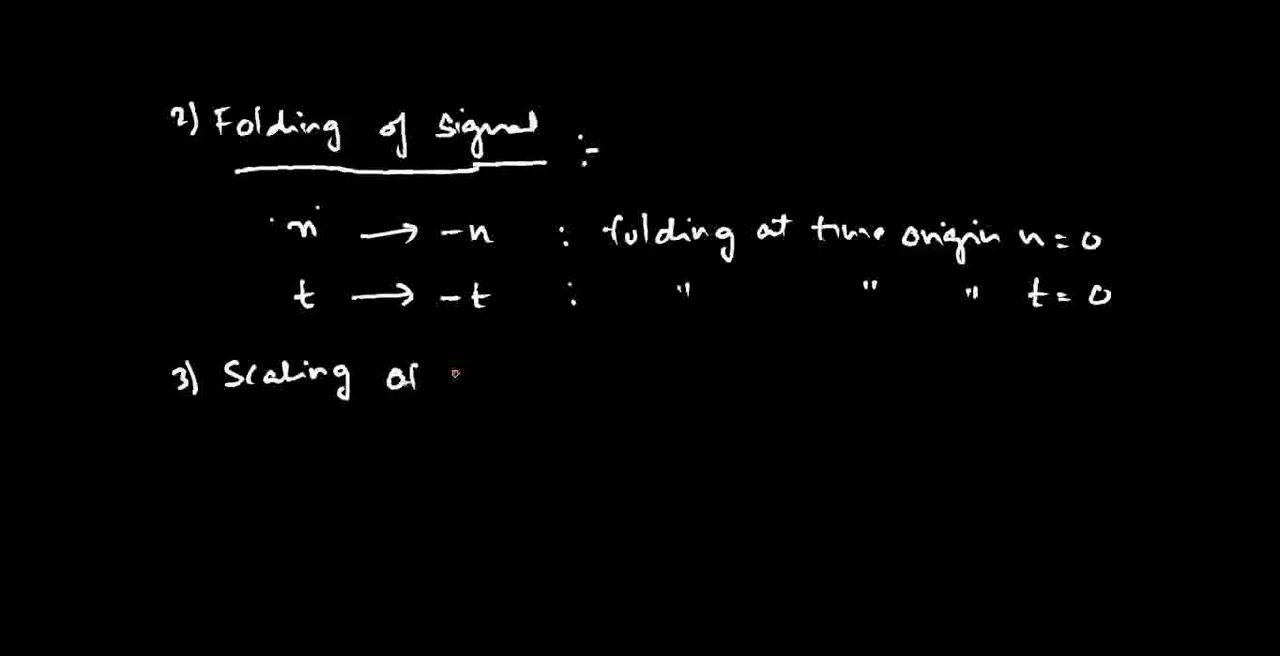 2) Folding of signal :-
'n' → -n : folding at time origin n = 0
t → -t : " " " t = 0
3) Scaling of